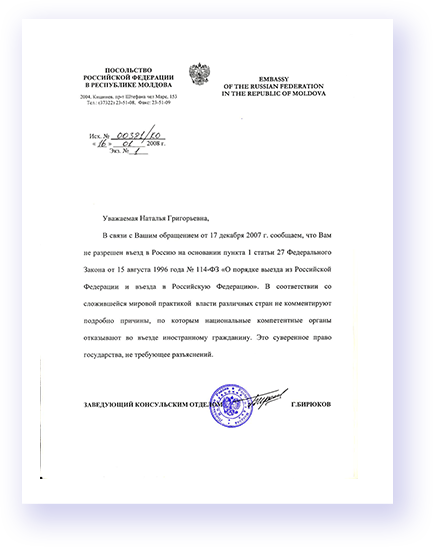 ПОСОЛЬСТВО
РОССИЙСКОЙ ФЕДЕРАЦИИ
В РЕСПУБЛИКЕ МОЛДОВА
2004, Кишинев, пр-т Штефана чел Маре, 153
Тел.: (37322) 23-51-08, Факс: 23-51-09
EMBASSY
OF THE RUSSIAN FEDERATION
IN THE REPUBLIC OF MOLDOVA
Исх. № 00391/КО
« 16 » 01 2008 г.
Экз. № 1
Уважаемая Наталья Григорьевна,
В связи с Вашим обращением от 17 декабря 2007 г. сообщаем, что Вам
не разрешен въезд в Россию на основании пункта 1 статьи 27 Федерального
Закона от 15 августа 1996 года № 114-ФЗ «О порядке выезда из Российской
Федерации и въезда в Российскую Федерацию». В соответствии со
сложившейся мировой практикой власти различных стран не комментируют
подробно причины, по которым национальные компетентные органы
отказывают во въезде иностранному гражданину. Это суверенное право
государства, не требующее разъяснений.
ЗАВЕДУЮЩИЙ КОНСУЛЬСКИМ ОТДЕЛОМ Г.БИРЮКОВ